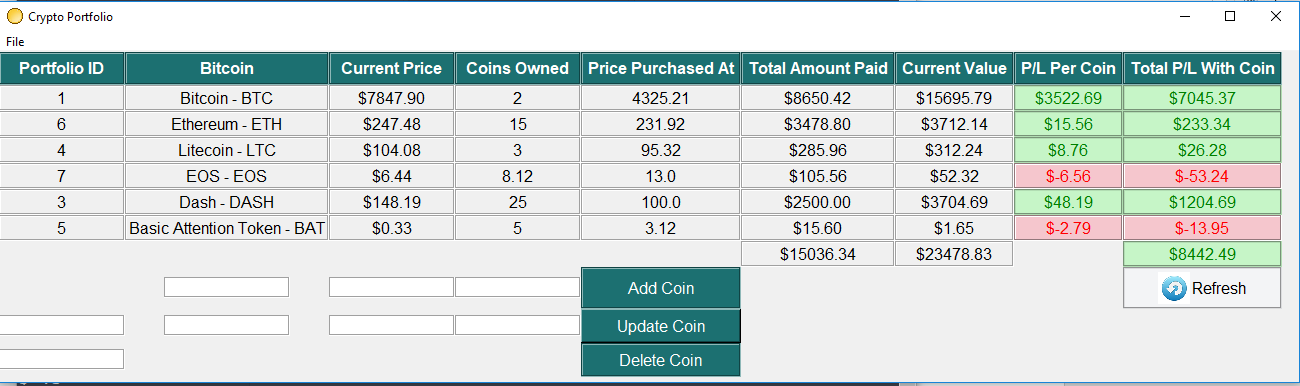 Crypto Portfolio
File
Portfolio ID Bitcoin Current Price Coins Owned Price Purchased At Total Amount Paid Current Value P/L Per Coin Total P/L With Coin
1 Bitcoin - BTC $7847.90 2 4325.21 $8650.42 $15695.79 $3522.69 $7045.37
6 Ethereum - ETH $247.48 15 231.92 $3478.80 $3712.14 $15.56 $233.34
4 Litecoin - LTC $104.08 3 95.32 $285.96 $312.24 $8.76 $26.28
7 EOS - EOS $6.44 8.12 13.0 $105.56 $52.32 $-6.56 $-53.24
3 Dash - DASH $148.19 25 100.0 $2500.00 $3704.69 $48.19 $1204.69
5 Basic Attention Token - BAT $0.33 5 3.12 $15.60 $1.65 $-2.79 $-13.95
$15036.34 $23478.83 $8442.49
Add Coin Refresh
Update Coin
Delete Coin